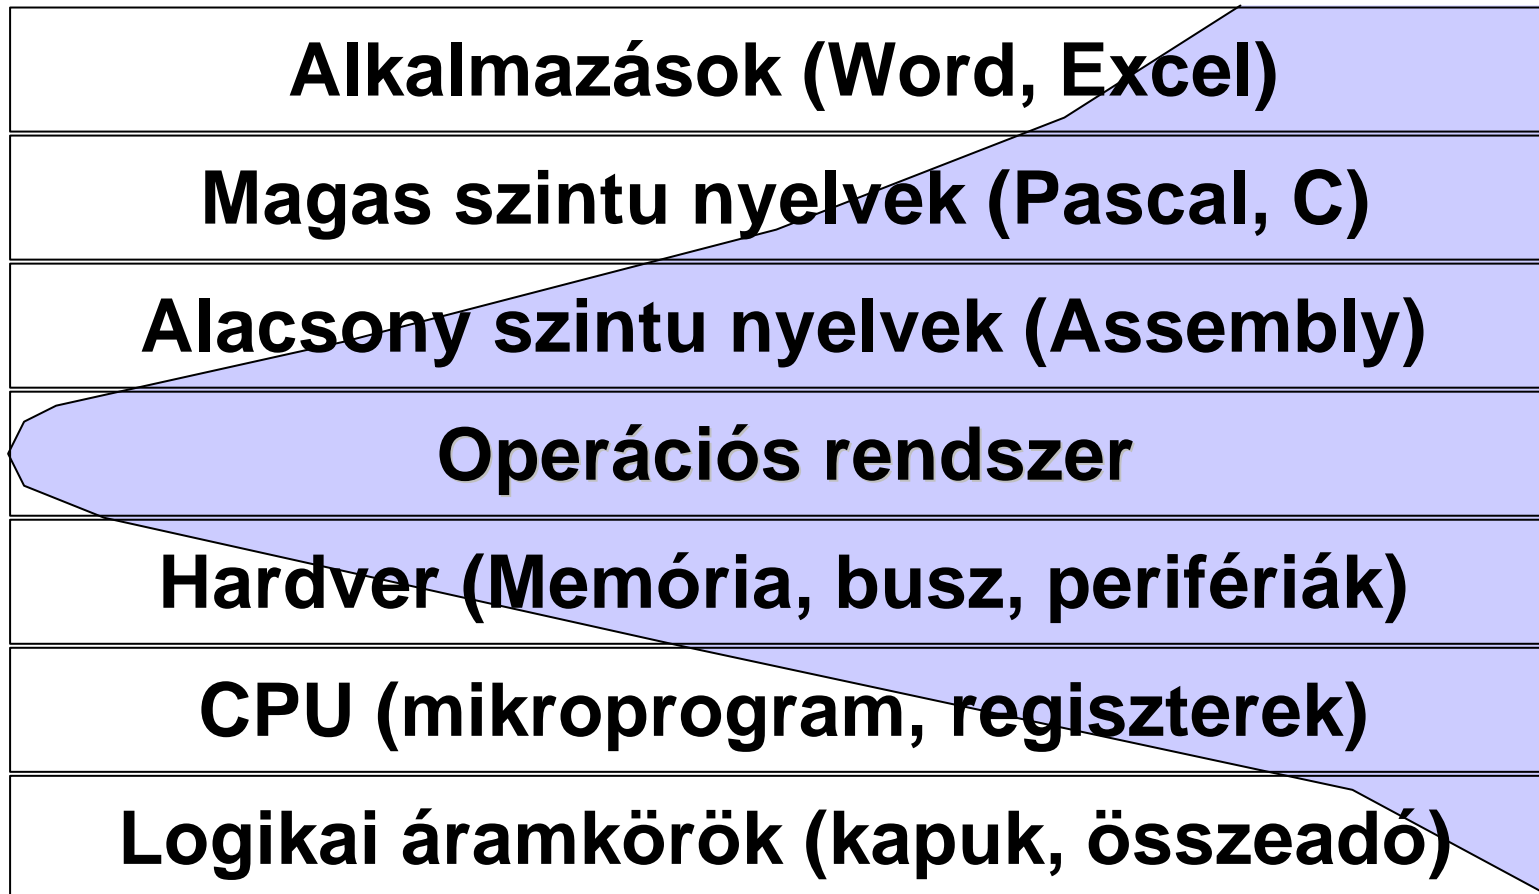 Alkalmazások (Word, Excel)
Magas szintu nyelvek (Pascal, C)
Alacsony szintu nyelvek (Assembly)
Operációs rendszer
Hardver (Memória, busz, perifériák)
CPU (mikroprogram, regiszterek)
Logikai áramkörök (kapuk, összeadó)